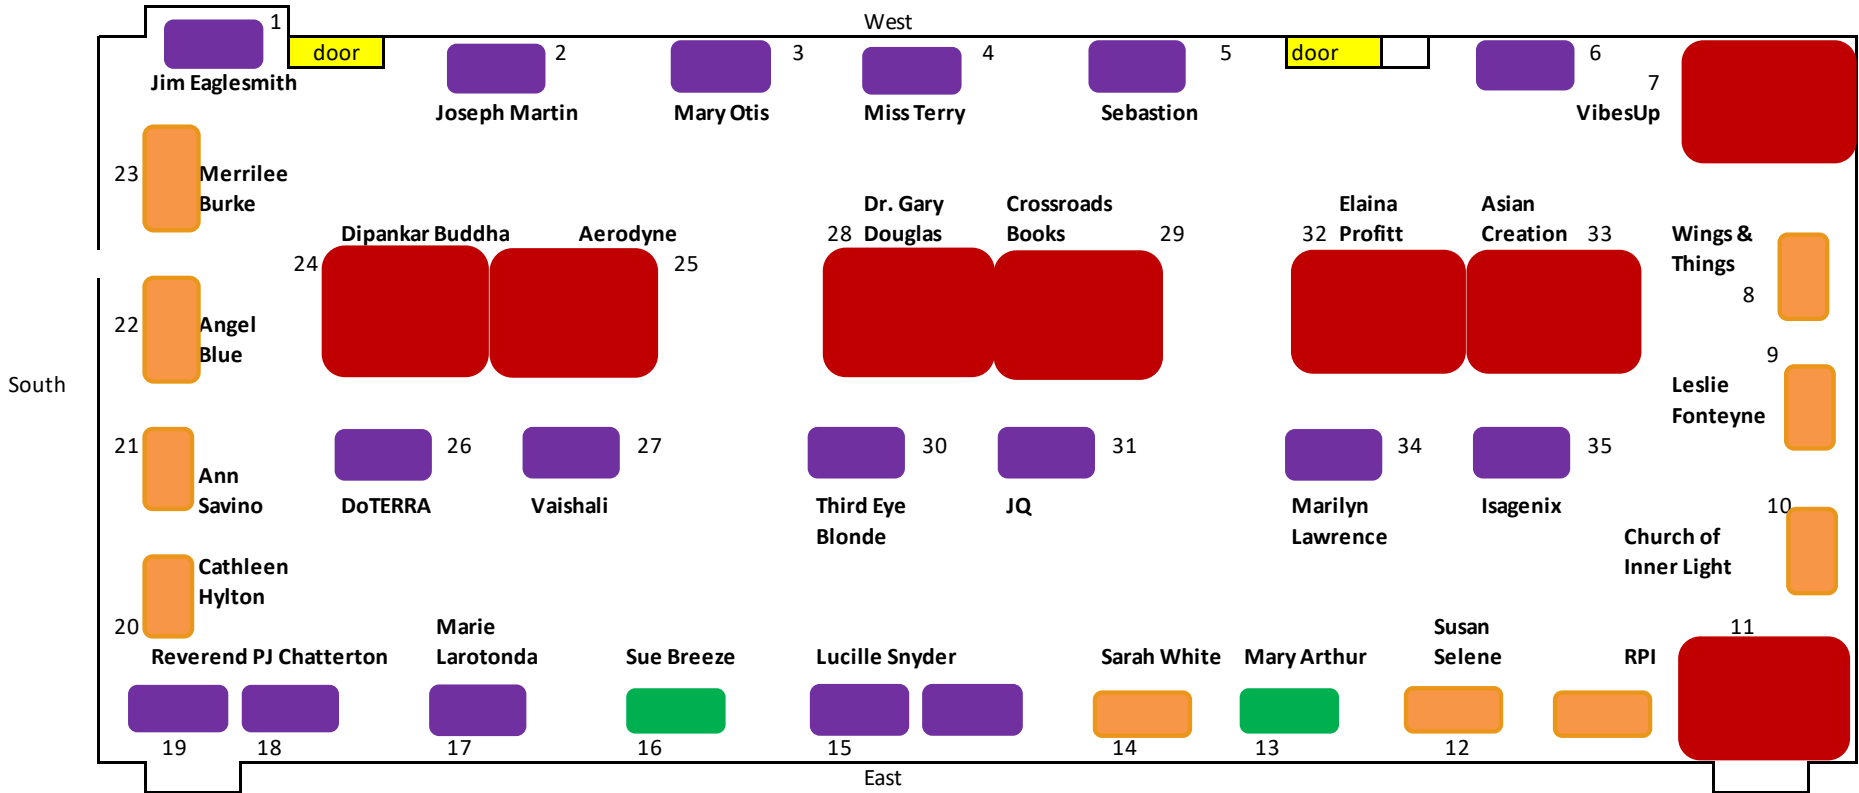 West
1
door
2
3
4
5
door
6
7
Jim Eaglesmith
Joseph Martin
Mary Otis
Miss Terry
Sebastion
VibesUp
23
Merrilee
Burke
Dipankar Buddha
Aerodyne
28
Dr. Gary
Douglas
Crossroads
Books
29
32
Elaina
Profitt
Asian
Creation
33
Wings &
Things
8
24
25
22
Angel
Blue
9
Leslie
Fonteyne
South
21
Ann
Savino
26
27
30
31
34
35
DoTERRA
Vaishali
Third Eye
Blonde
JQ
Marilyn
Lawrence
Isagenix
10
Church of
Inner Light
Cathleen
Hylton
20
Reverend PJ Chatterton
Marie
Larotonda
Sue Breeze
Lucille Snyder
Sarah White
Mary Arthur
Susan
Selene
RPI
11
19
18
17
16
15
14
13
12
East